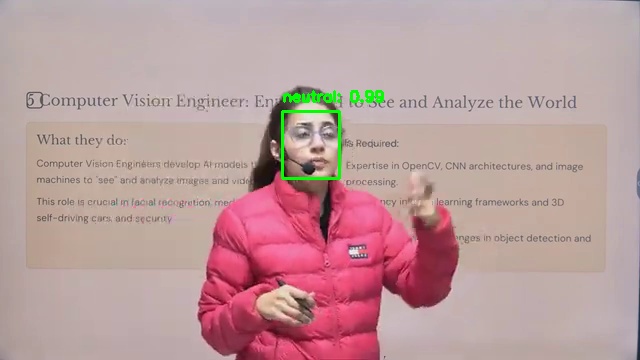 neutral: 0.99
5 Computer Vision Engineer: En to See and Analyze the World
What they do:
Required:
Computer Vision Engineers develop AI models
machines to "see" and analyze images and
This role is crucial in facial recognition,
self-driving cars, and security
Expertise in OpenCV, CNN architectures, and image
processing.
learning frameworks and 3D
in object detection and